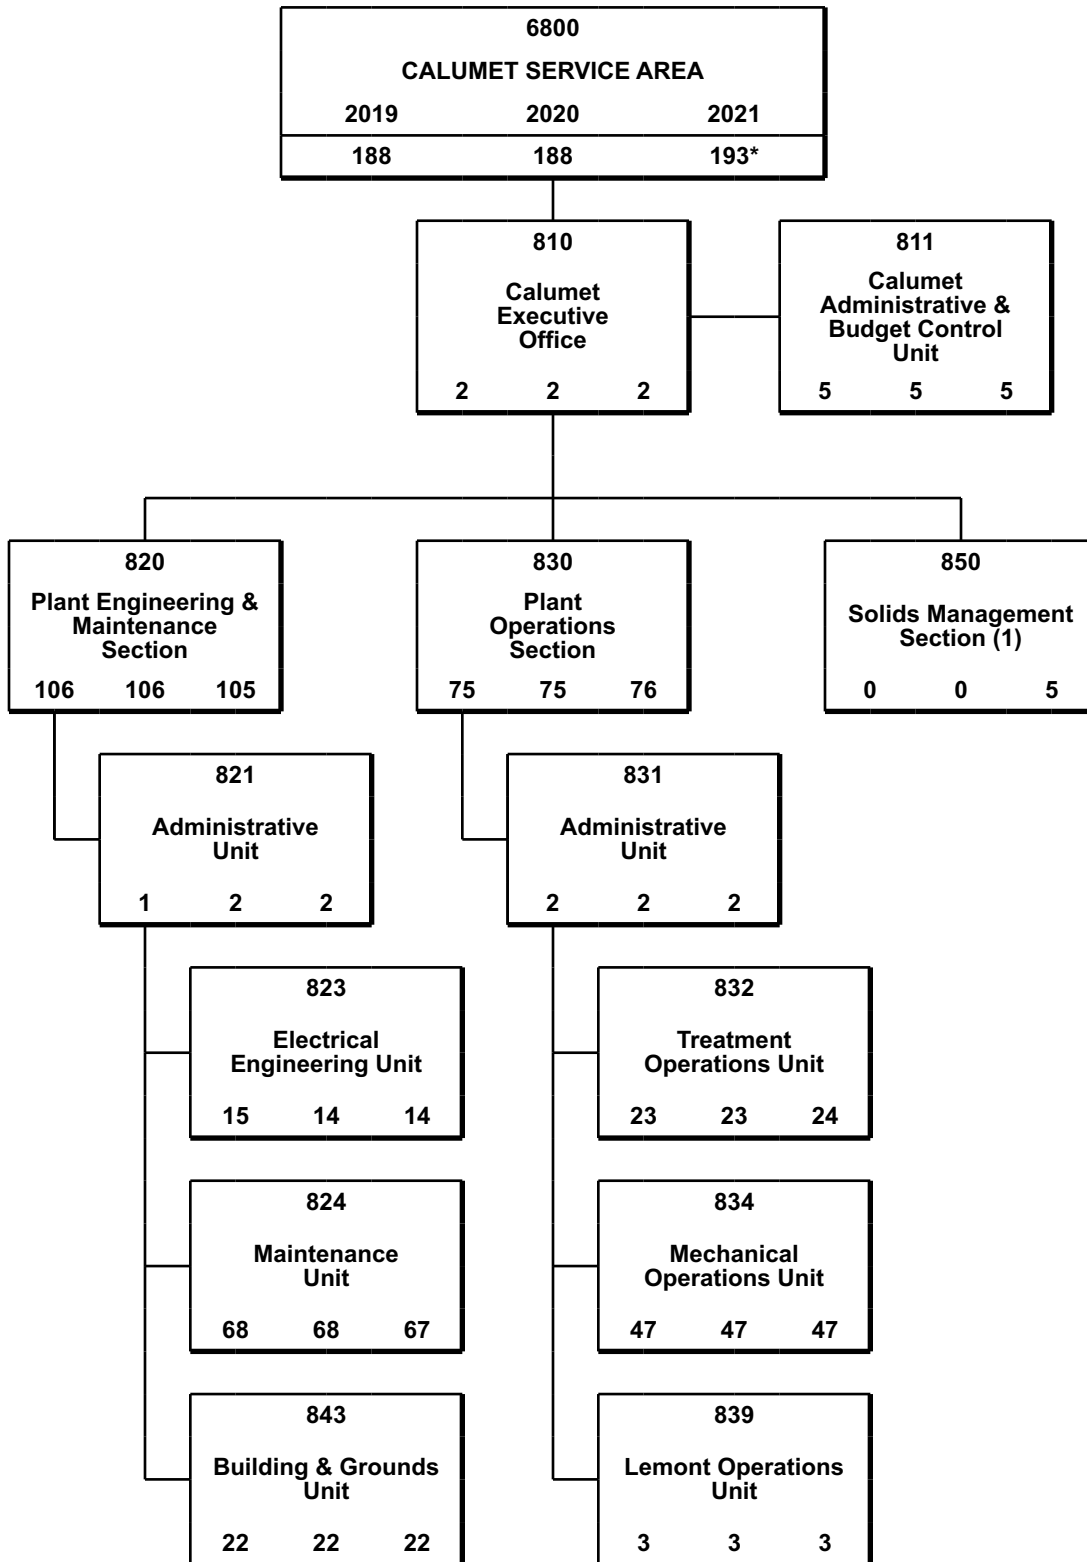 6800
CALUMET SERVICE AREA
2019 2020 2021
188 188 193*
810
Calumet
Executive
Office
2 2 2
811
Calumet
Administrative &
Budget Control
Unit
5 5 5
820
Plant Engineering &
Maintenance
Section
106 106 105
830
Plant
Operations
Section
75 75 76
850
Solids Management
Section (1)
0 0 5
821
Administrative
Unit
1 2 2
831
Administrative
Unit
2 2 2
823
Electrical
Engineering Unit
15 14 14
832
Treatment
Operations Unit
23 23 24
824
Maintenance
Unit
68 68 67
834
Mechanical
Operations Unit
47 47 47
843
Building & Grounds
Unit
22 22 22
839
Lemont Operations
Unit
3 3 3